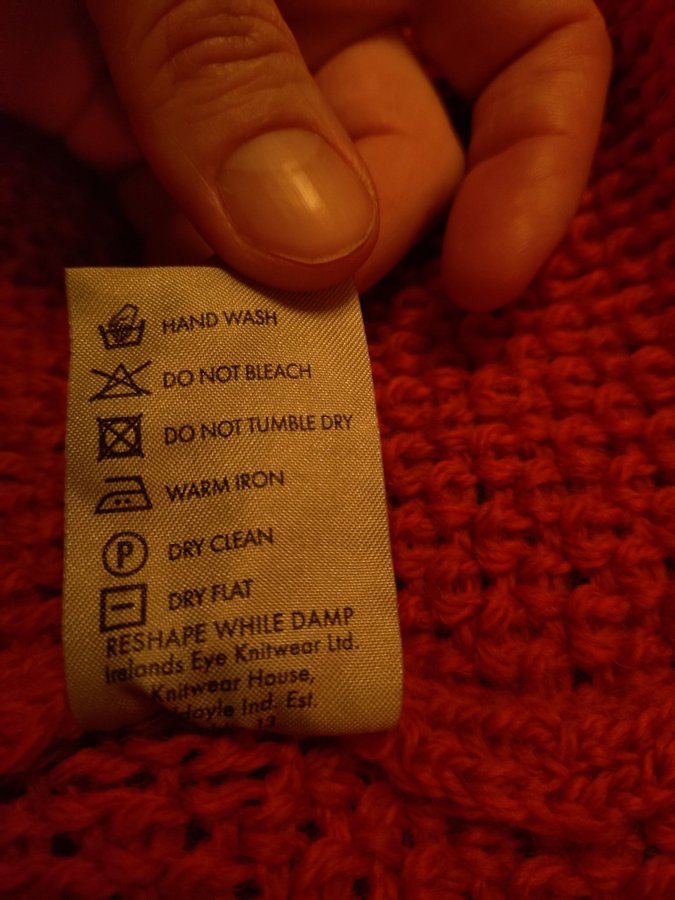 HAND WASH
DO NOT BLEACH
DO NOT TUMBLE DRY
WARM IRON
P DRY CLEAN
DRY FLAT
RESHAPE WHILE DAMP
Irelands Eye Knitwear Ltd.
Knitwear House,
Ind. Est.
13